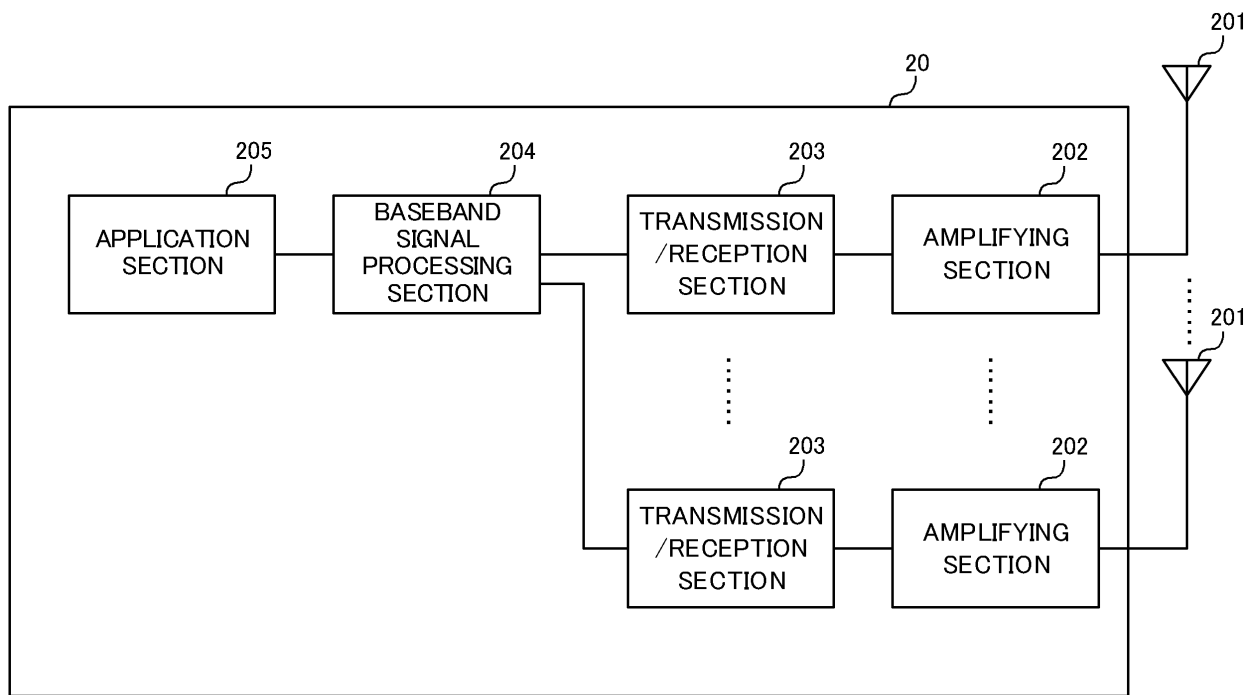 201
20
205
204
203
202
APPLICATION
SECTION
BASEBAND
SIGNAL
PROCESSING
SECTION
TRANSMISSION
/RECEPTION
SECTION
AMPLIFYING
SECTION
201
203
202
TRANSMISSION
/RECEPTION
SECTION
AMPLIFYING
SECTION